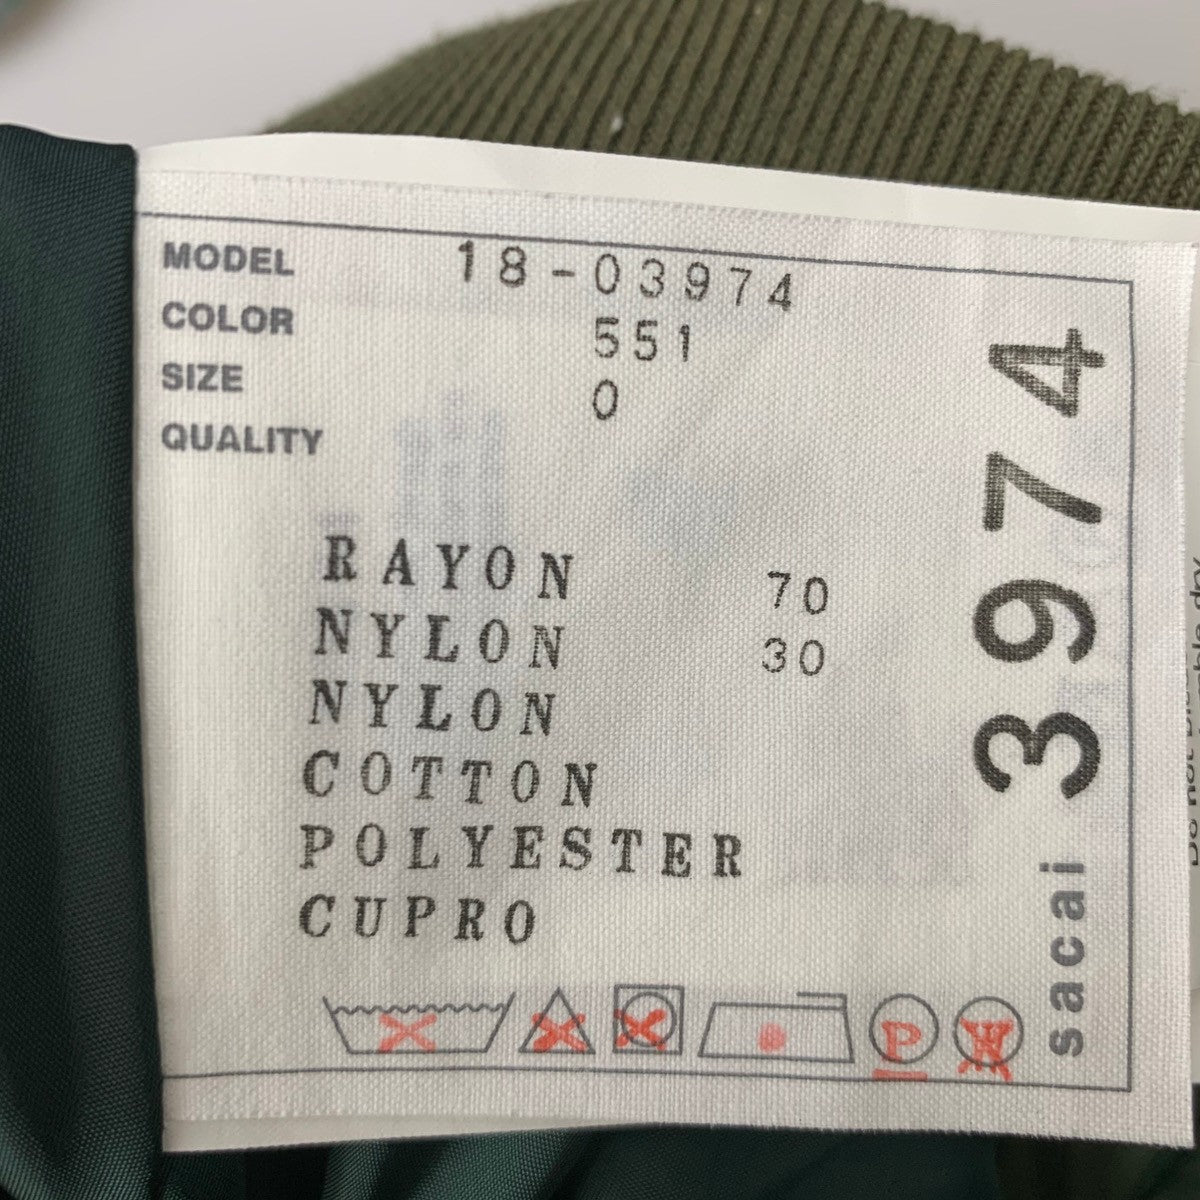 MODEL 18-03974
COLOR 551
SIZE 0
QUALITY
RAYON 70
NYLON 30
NYLON
COTTON
POLYESTER
CUPRO
P
W
sacai 3974